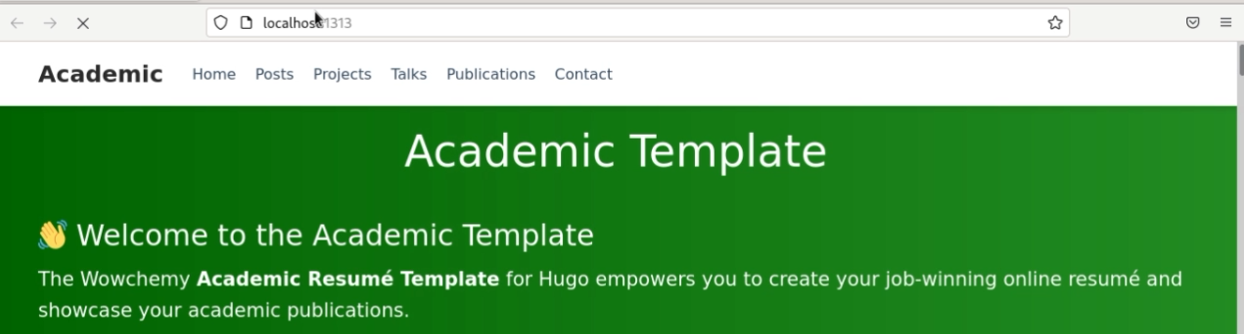 localhost:1313
Academic Home Posts Projects Talks Publications Contact
Academic Template
👋 Welcome to the Academic Template
The Wowchemy Academic Resumé Template for Hugo empowers you to create your job-winning online resumé and
showcase your academic publications.